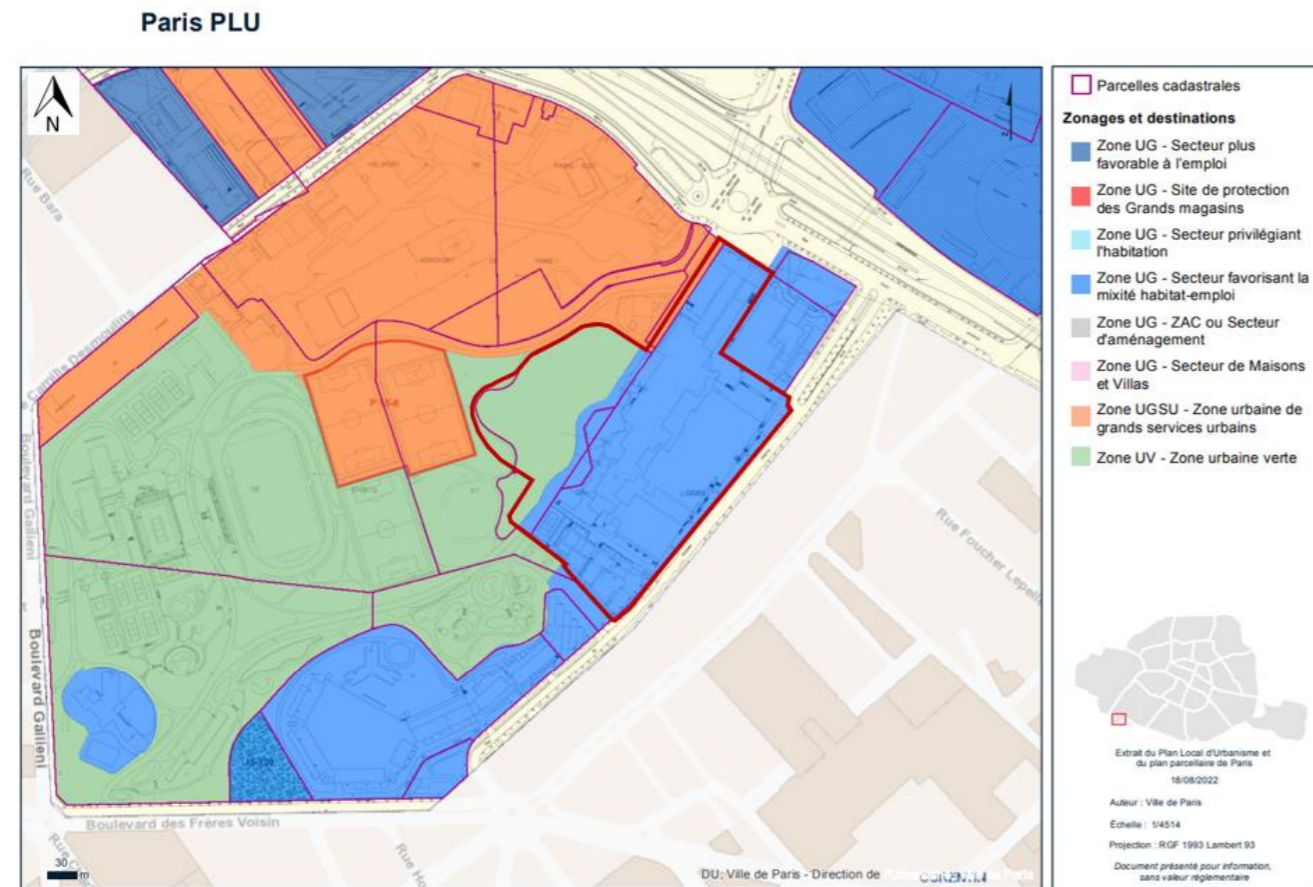 Paris PLU
N
Rue Bara
Camille Desmoulins
Boulevard Gallieni
Boulevard Gallieni
Boulevard des Frères Voisin
Rue Foucher Lepelle
30
m
DU: Ville de Paris - Direction de
Parcelles cadastrales
Zonages et destinations
Zone UG - Secteur plus
favorable à l'emploi
Zone UG - Site de protection
des Grands magasins
Zone UG - Secteur privilégiant
l'habitation
Zone UG - Secteur favorisant la
mixité habitat-emploi
Zone UG - ZAC ou Secteur
d'aménagement
Zone UG - Secteur de Maisons
et Villas
Zone UGSU - Zone urbaine de
grands services urbains
Zone UV - Zone urbaine verte
Extrait du Plan Local d'Urbanisme et
du plan parcellaire de Paris
18/08/2022
Auteur : Ville de Paris
Échelle : 1/4514
Projection : RGF 1993 Lambert 93
Document présenté pour information,
sans valeur réglementaire